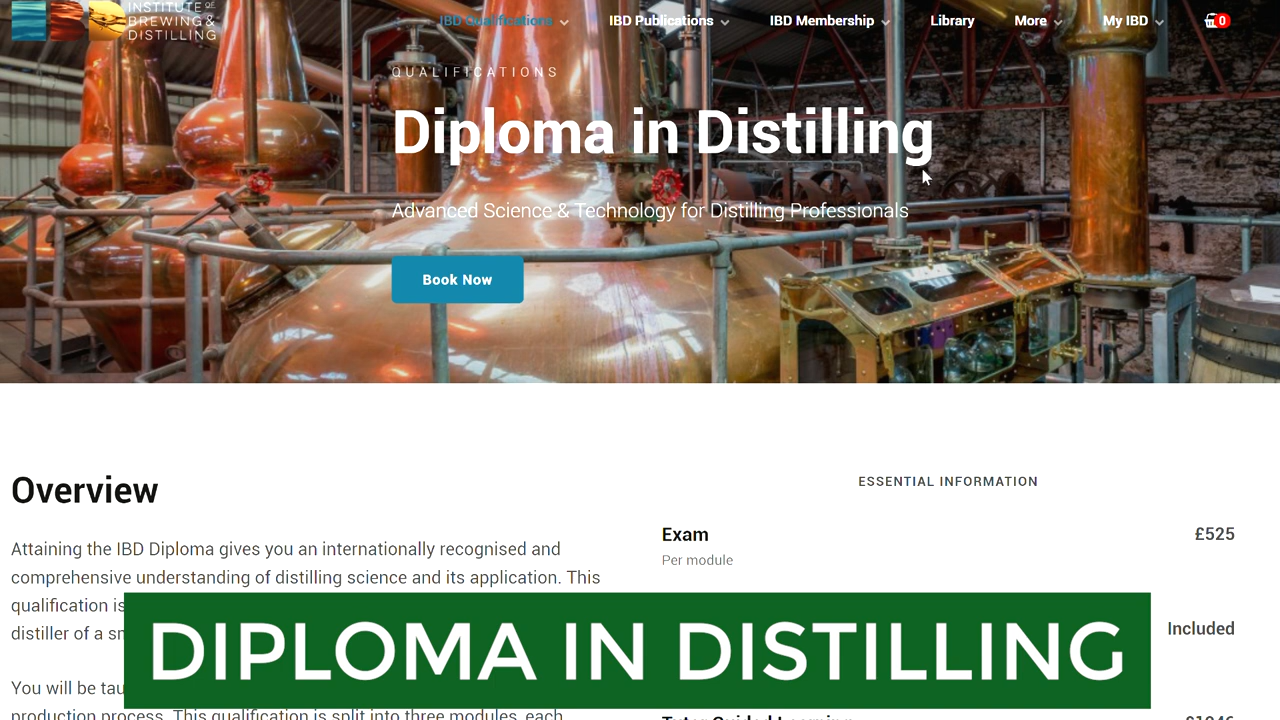 INSTITUTE OF
BREWING &
DISTILLING
IBD Qualifications
IBD Publications
IBD Membership
Library
More
My IBD
0
QUALIFICATIONS
Diploma in Distilling
Advanced Science & Technology for Distilling Professionals
Book Now
Overview
Attaining the IBD Diploma gives you an internationally recognised and
comprehensive understanding of distilling science and its application. This
qualification is
distiller of a
You will be
production process. This qualification is split into three modules, each
ESSENTIAL INFORMATION
Exam
£525
Per module
Included
Tutor Guided Learning
£1046
DIPLOMA IN DISTILLING